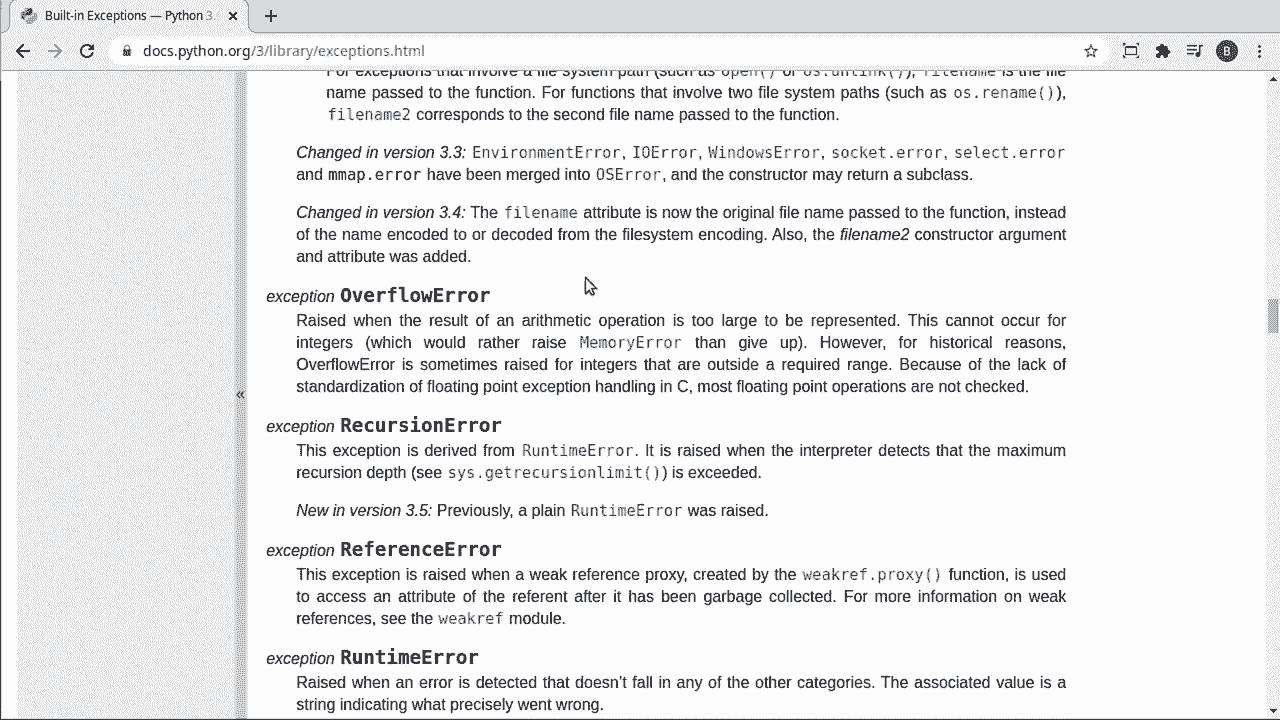 Built-in Exceptions — Python 3.
docs.python.org/3/library/exceptions.html
B
For exceptions that involve a file system path (such as open() or os.unlink()), filename is the file
name passed to the function. For functions that involve two file system paths (such as os.rename()),
filename2 corresponds to the second file name passed to the function.
Changed in version 3.3: EnvironmentError, IOError, WindowsError, socket.error, select.error
and mmap.error have been merged into OSError, and the constructor may return a subclass.
Changed in version 3.4: The filename attribute is now the original file name passed to the function, instead
of the name encoded to or decoded from the filesystem encoding. Also, the filename2 constructor argument
and attribute was added.
exception OverflowError
Raised when the result of an arithmetic operation is too large to be represented. This cannot occur for
integers (which would rather raise MemoryError than give up). However, for historical reasons,
OverflowError is sometimes raised for integers that are outside a required range. Because of the lack of
standardization of floating point exception handling in C, most floating point operations are not checked.
«
exception RecursionError
This exception is derived from RuntimeError. It is raised when the interpreter detects that the maximum
recursion depth (see sys.getrecursionlimit()) is exceeded.
New in version 3.5: Previously, a plain RuntimeError was raised.
exception ReferenceError
This exception is raised when a weak reference proxy, created by the weakref.proxy() function, is used
to access an attribute of the referent after it has been garbage collected. For more information on weak
references, see the weakref module.
exception RuntimeError
Raised when an error is detected that doesn't fall in any of the other categories. The associated value is a
string indicating what precisely went wrong.